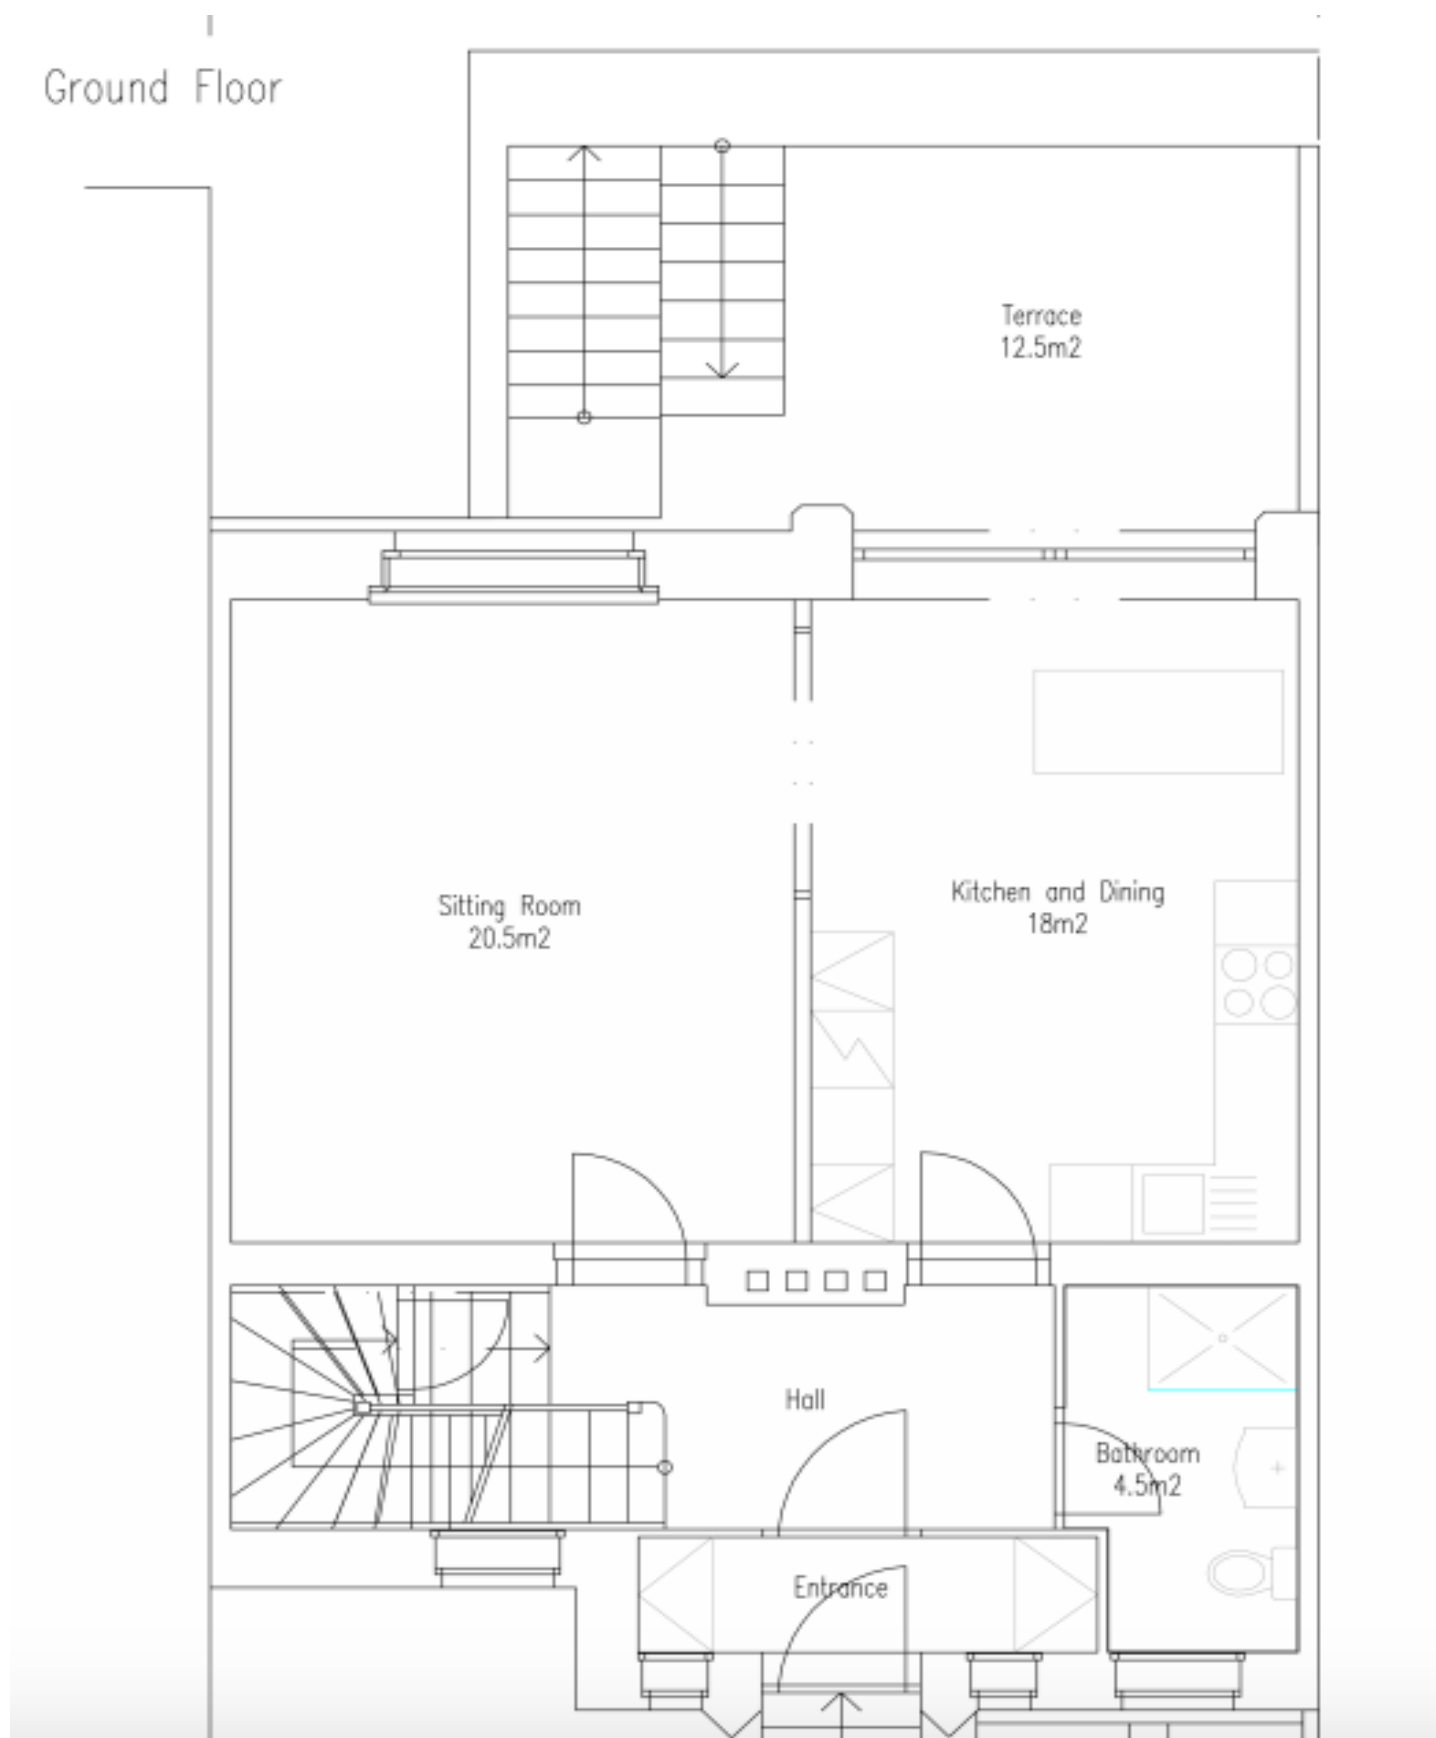 Ground Floor
Terrace
12.5m2
Kitchen and Dining
18m2
Sitting Room
20.5m2
Hall
Bathroom
4.5m2
Entrance